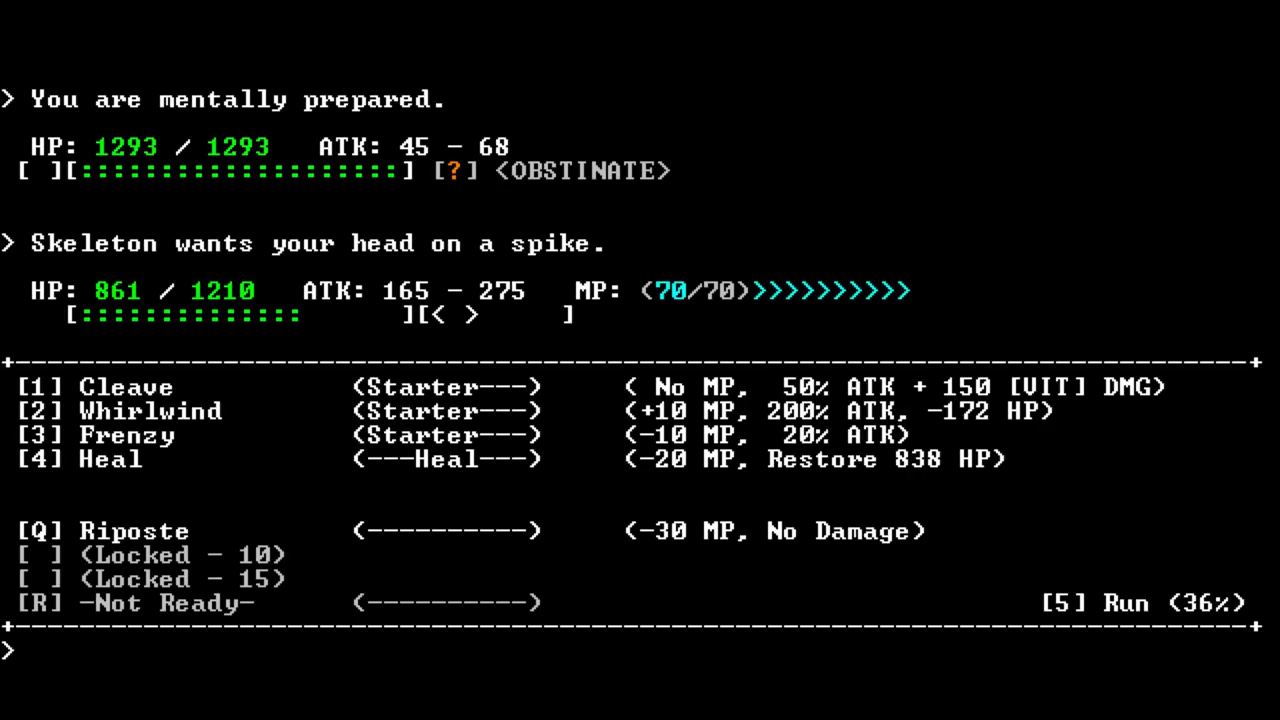 > You are mentally prepared.
HP: 1293 / 1293   ATK: 45 - 68
[ ][::::::::::::::::::::] [?] <OBSTINATE>
> Skeleton wants your head on a spike.
HP: 861 / 1210   ATK: 165 - 275   MP: (70/70)>>>>>>>>>>
[::::::::::::::      ][< >     ]
+------------------------------------------------------------------------------+
[1] Cleave           (Starter---)     ( No MP,  50% ATK + 150 [VIT] DMG)
[2] Whirlwind        (Starter---)     (+10 MP, 200% ATK, -172 HP)
[3] Frenzy           (Starter---)     (-10 MP,  20% ATK)
[4] Heal             (---Heal---)     (-20 MP, Restore 838 HP)
[Q] Riposte          (----------)     (-30 MP, No Damage)
[ ] (Locked - 10)
[ ] (Locked - 15)
[R] -Not Ready-      (----------)                               [5] Run (36%)
+------------------------------------------------------------------------------+
>